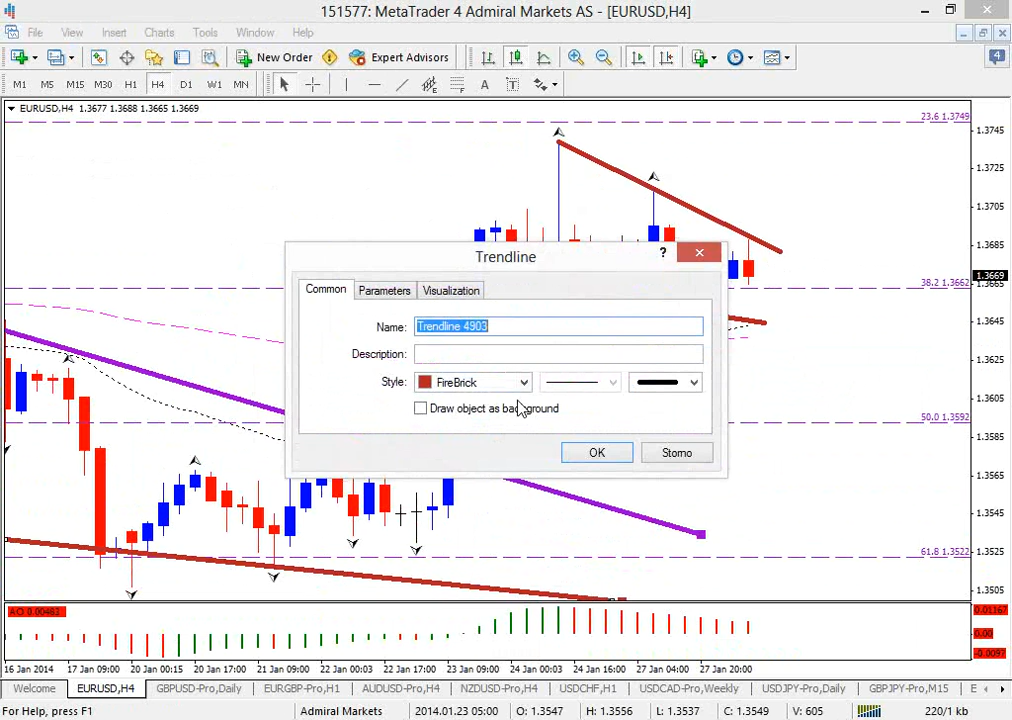 151577: MetaTrader 4 Admiral Markets AS - [EURUSD,H4]
File View Insert Charts Tools Window Help
New Order Expert Advisors 4
M1 M5 M15 M30 H1 H4 D1 W1 MN A T
EURUSD,H4 1.3677 1.3688 1.3665 1.3669
23.6 1.3749
1.3745
1.3725
1.3705
1.3685
1.3669
38.2 1.3662
1.3665
1.3645
1.3625
1.3605
50.0 1.3592
1.3585
1.3565
1.3545
61.8 1.3522
1.3525
1.3505
Trendline
?
Common Parameters Visualization
Name: Trendline 4903
Description:
Style: FireBrick
Draw object as background
OK Storno
AO 0.00483
0.01167
0.00
-0.0097
16 Jan 2014 17 Jan 09:00 20 Jan 00:15 20 Jan 17:00 21 Jan 09:00 22 Jan 00:03 22 Jan 17:00 23 Jan 09:00 24 Jan 00:03 24 Jan 16:00 27 Jan 04:00 27 Jan 20:00
Welcome EURUSD,H4 GBPUSD-Pro,Daily EURGBP-Pro,H1 AUDUSD-Pro,H4 NZDUSD-Pro,H4 USDCHF,H1 USDCAD-Pro,Weekly USDJPY-Pro,Daily GBPJPY-Pro,M15 E
For Help, press F1 Admiral Markets 2014.01.23 05:00 O: 1.3547 H: 1.3556 L: 1.3537 C: 1.3549 V: 605 220/1 kb